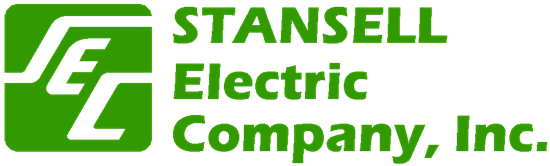 SEC
STANSELL
Electric
Company, Inc.